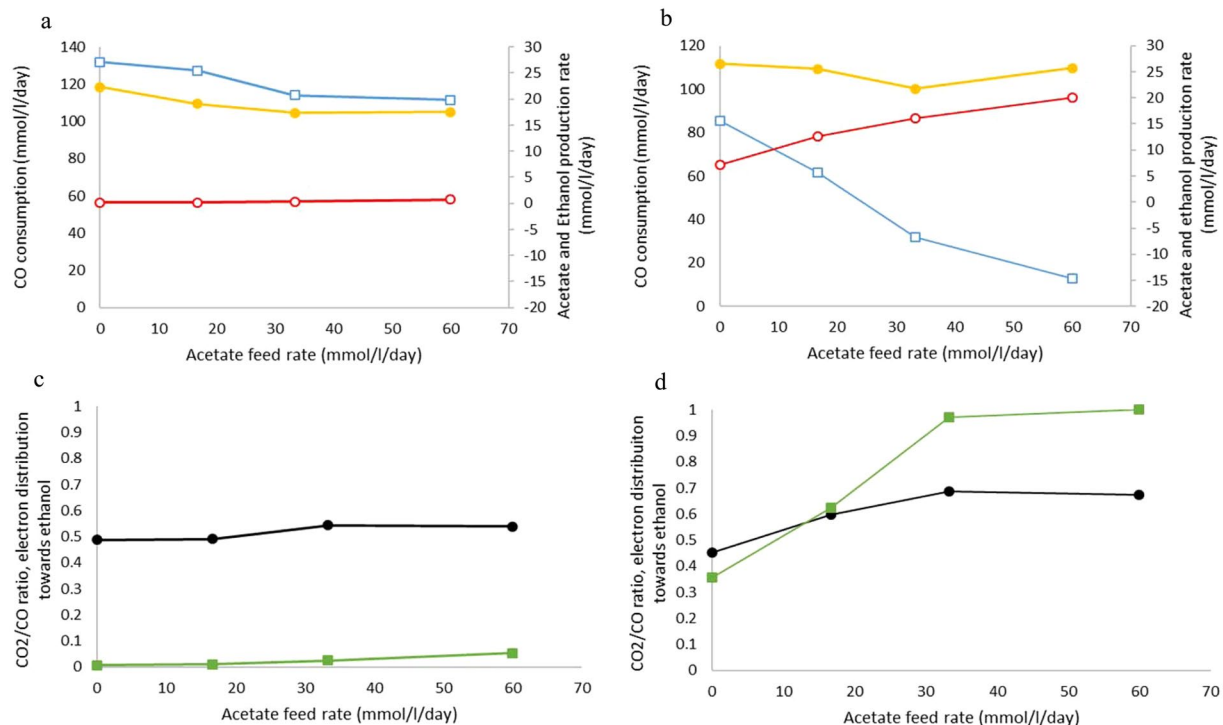 a
140
120
100
80
60
40
20
0
CO consumption (mmol/l/day)
30
25
20
15
10
5
0
-5
-10
-15
-20
Acetate and Ethanol production rate
(mmol/l/day)
0 10 20 30 40 50 60 70
Acetate feed rate (mmol/l/day)
b
120
100
80
60
40
20
0
CO consumption (mmol/l/day)
30
25
20
15
10
5
0
-5
-10
-15
-20
Acetate and ethanol produciton rate
(mmol/l/day)
0 10 20 30 40 50 60 70
Acetate feed rate (mmol/l/day)
c
1
0.9
0.8
0.7
0.6
0.5
0.4
0.3
0.2
0.1
0
CO2/CO ratio, electron distribution
towards ethanol
0 10 20 30 40 50 60 70
Acetate feed rate (mmol/l/day)
d
1
0.9
0.8
0.7
0.6
0.5
0.4
0.3
0.2
0.1
0
CO2/CO ratio, electron distribuiton
towards ethanol
0 10 20 30 40 50 60 70
Acetate feed rate (mmol/l/day)